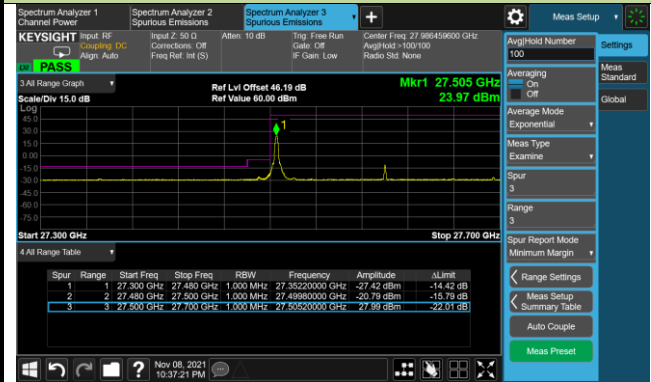 Spectrum Analyzer 1
Channel Power
Spectrum Analyzer 2
Spurious Emissions
Spectrum Analyzer 3
Spurious Emissions
Meas Setup
KEYSIGHT
Input: RF
Coupling: DC
Align: Auto
Input Z: 50 Ω
Corrections: Off
Freq Ref: Int (S)
Atten: 10 dB
Trig: Free Run
Gate: Off
IF Gain: Low
Center Freq: 27.986459600 GHz
Avg|Hold:>100/100
Radio Std: None
PASS
3 All Range Graph
Scale/Div 15.0 dB
Ref Lvl Offset 46.19 dB
Ref Value 60.00 dBm
Mkr1 27.505 GHz
23.97 dBm
Log
45.0
30.0
15.0
0.00
-15.0
-30.0
-45.0
-60.0
-75.0
1
Start 27.300 GHz
Stop 27.700 GHz
4 All Range Table
Spur Range Start Freq Stop Freq RBW Frequency Amplitude ΔLimit
1 1 27.300 GHz 27.480 GHz 1.000 MHz 27.35220000 GHz -27.42 dBm -14.42 dB
2 2 27.480 GHz 27.500 GHz 1.000 MHz 27.49980000 GHz -20.79 dBm -15.79 dB
3 3 27.500 GHz 27.700 GHz 1.000 MHz 27.50520000 GHz 27.99 dBm -22.01 dB
Avg|Hold Number
100
Averaging
On
Off
Average Mode
Exponential
Meas Type
Examine
Spur
3
Range
3
Spur Report Mode
Minimum Margin
Range Settings
Meas Setup
Summary Table
Auto Couple
Meas Preset
Settings
Meas
Standard
Global
Nov 08, 2021
10:37:21 PM